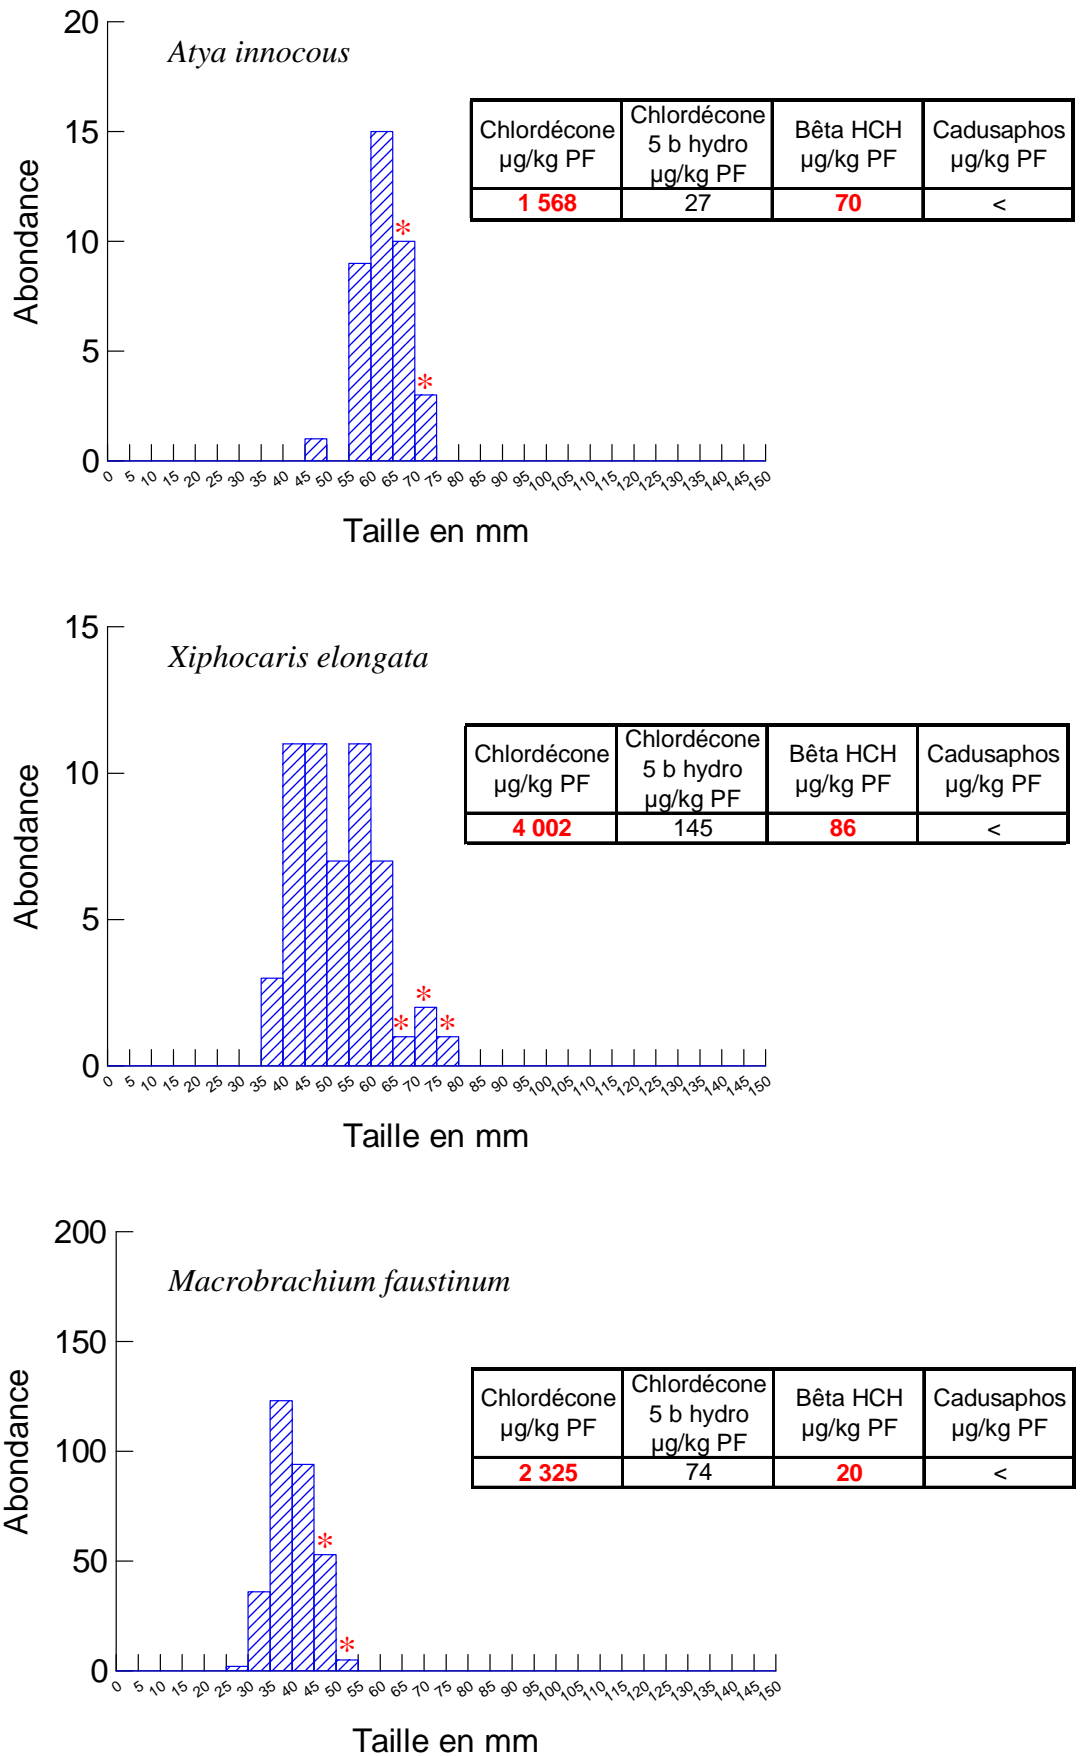 Atya innocous
20
15
10
5
0
Abondance
Chlordécone µg/kg PF
Chlordécone 5 b hydro µg/kg PF
Bêta HCH µg/kg PF
Cadusaphos µg/kg PF
1 568 27 70 <
*
*
0 5 10 15 20 25 30 35 40 45 50 55 60 65 70 75 80 85 90 95 100 105 110 115 120 125 130 135 140 145 150
Taille en mm
Xiphocaris elongata
15
10
5
0
Abondance
Chlordécone µg/kg PF
Chlordécone 5 b hydro µg/kg PF
Bêta HCH µg/kg PF
Cadusaphos µg/kg PF
4 002 145 86 <
*
*
*
0 5 10 15 20 25 30 35 40 45 50 55 60 65 70 75 80 85 90 95 100 105 110 115 120 125 130 135 140 145 150
Taille en mm
Macrobrachium faustinum
200
150
100
50
0
Abondance
Chlordécone µg/kg PF
Chlordécone 5 b hydro µg/kg PF
Bêta HCH µg/kg PF
Cadusaphos µg/kg PF
2 325 74 20 <
*
*
0 5 10 15 20 25 30 35 40 45 50 55 60 65 70 75 80 85 90 95 100 105 110 115 120 125 130 135 140 145 150
Taille en mm